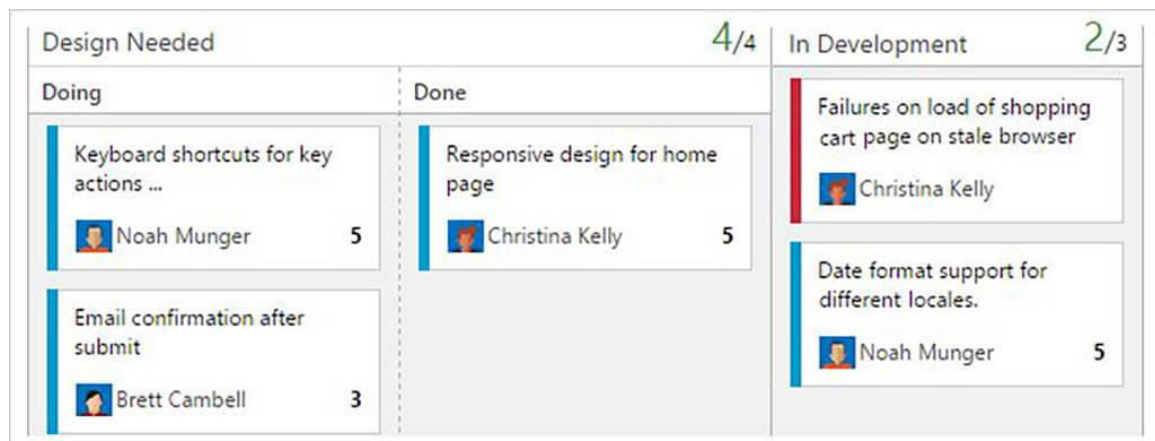 Design Needed 4/4
Doing
Keyboard shortcuts for key
actions ...
Noah Munger 5
Email confirmation after
submit
Brett Cambell 3
Done
Responsive design for home
page
Christina Kelly 5
In Development 2/3
Failures on load of shopping
cart page on stale browser
Christina Kelly
Date format support for
different locales.
Noah Munger 5